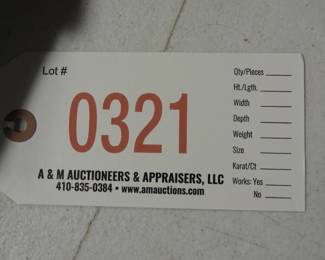 Lot #
0321
A & M AUCTIONEERS & APPRAISERS, LLC
410-835-0384 • www.amauctions.com
Qty/Pieces
Ht./Lgth.
Width
Depth
Weight
Size
Karat/Ct
Works: Yes
No